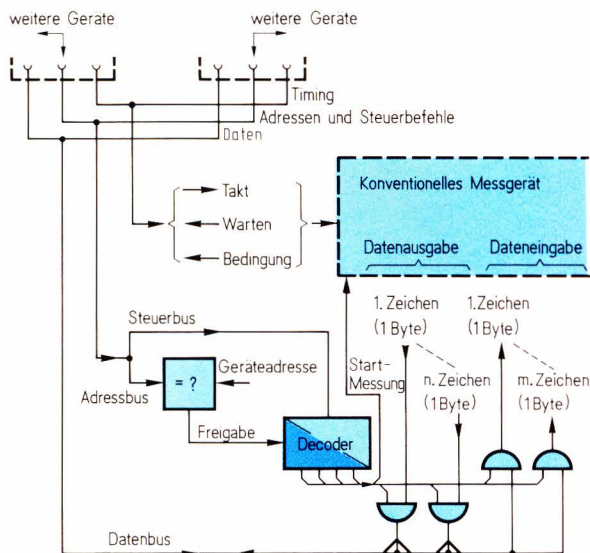 weitere Geräte
weitere Geräte
Timing
Adressen und Steuerbefehle
Daten
Takt
Warten
Bedingung
Konventionelles Messgerät
Datenausgabe
Dateneingabe
1. Zeichen
(1 Byte)
1. Zeichen
(1 Byte)
n. Zeichen
(1 Byte)
m. Zeichen
(1 Byte)
Start-
Messung
Steuerbus
Geräteadresse
= ?
Adressbus
Freigabe
Decoder
Datenbus